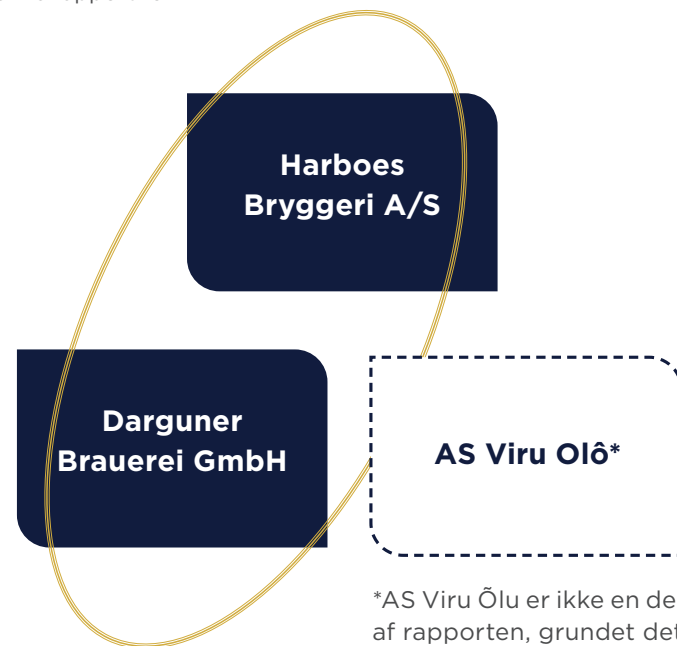 Harboes
Bryggeri A/S
Darguner
Brauerei GmbH
AS Viru Olô*
*AS Viru Õlu er ikke en de
af rapporten, grundet det